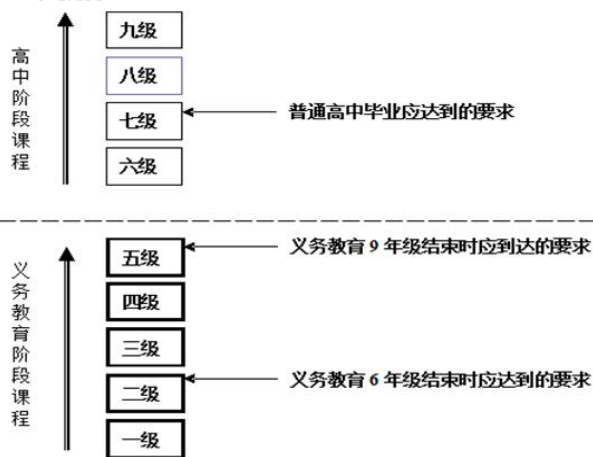 九级
八级
七级
普通高中毕业应达到的要求
六级
高中阶段课程
五级
义务教育 9 年级结束时应到达的要求
四级
三级
二级
义务教育 6 年级结束时应达到的要求
一级
义务教育阶段课程